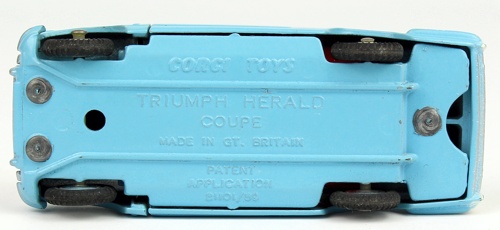 CORGI TOYS
TRIUMPH HERALD
COUPE
MADE IN GT. BRITAIN
PATENT
APPLICATION